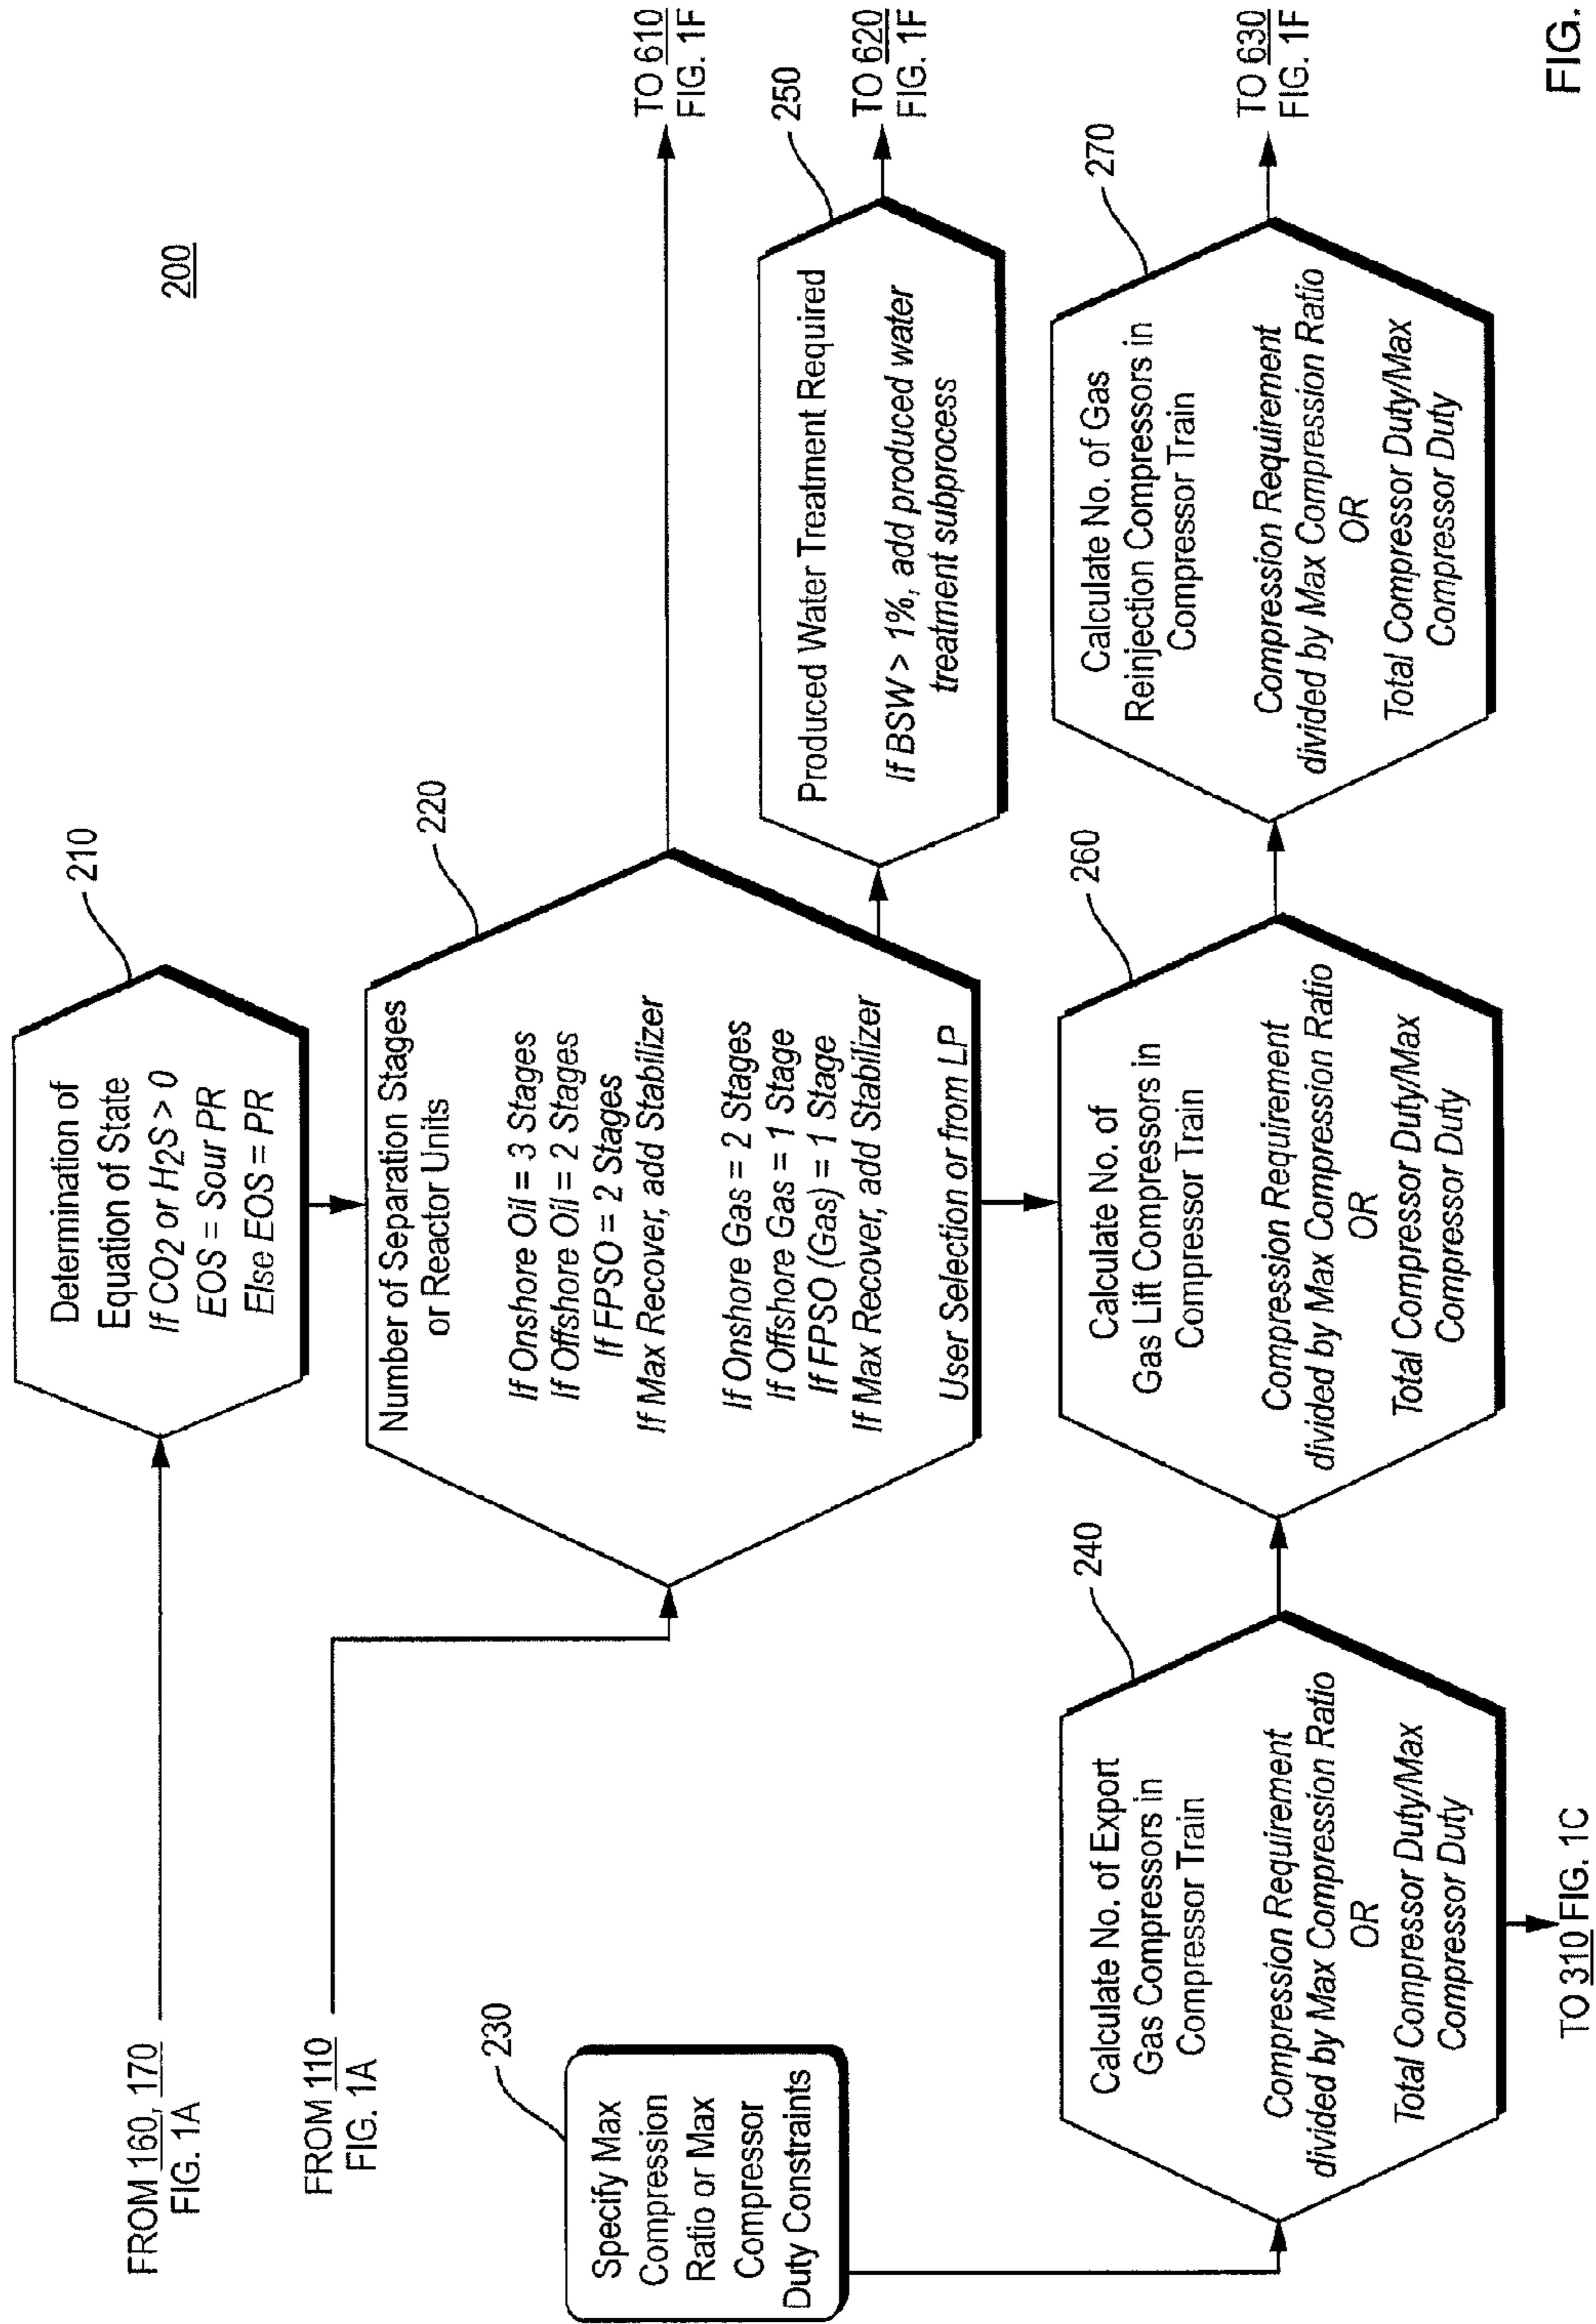 200
FROM 160, 170
FIG. 1A
210
Determination of
Equation of State
If CO2 or H2S > 0
EOS = Sour PR
Else EOS = PR
FROM 110
FIG. 1A
220
Number of Separation Stages
or Reactor Units
If Onshore Oil = 3 Stages
If Offshore Oil = 2 Stages
If FPSO = 2 Stages
If Max Recover, add Stabilizer
If Onshore Gas = 2 Stages
If Offshore Gas = 1 Stage
If FPSO (Gas) = 1 Stage
If Max Recover, add Stabilizer
User Selection or from LP
TO 610
FIG. 1F
250
Produced Water Treatment Required
If BSW > 1%, add produced water
treatment subprocess
TO 620
FIG. 1F
230
Specify Max
Compression
Ratio or Max
Compressor
Duty Constraints
240
Calculate No. of Export
Gas Compressors in
Compressor Train
Compression Requirement
divided by Max Compression Ratio
OR
Total Compressor Duty/Max
Compressor Duty
TO 310 FIG. 1C
260
Calculate No. of
Gas Lift Compressors in
Compressor Train
Compression Requirement
divided by Max Compression Ratio
OR
Total Compressor Duty/Max
Compressor Duty
270
Calculate No. of Gas
Reinjection Compressors in
Compressor Train
Compression Requirement
divided by Max Compression Ratio
OR
Total Compressor Duty/Max
Compressor Duty
TO 630
FIG. 1F
FIG.